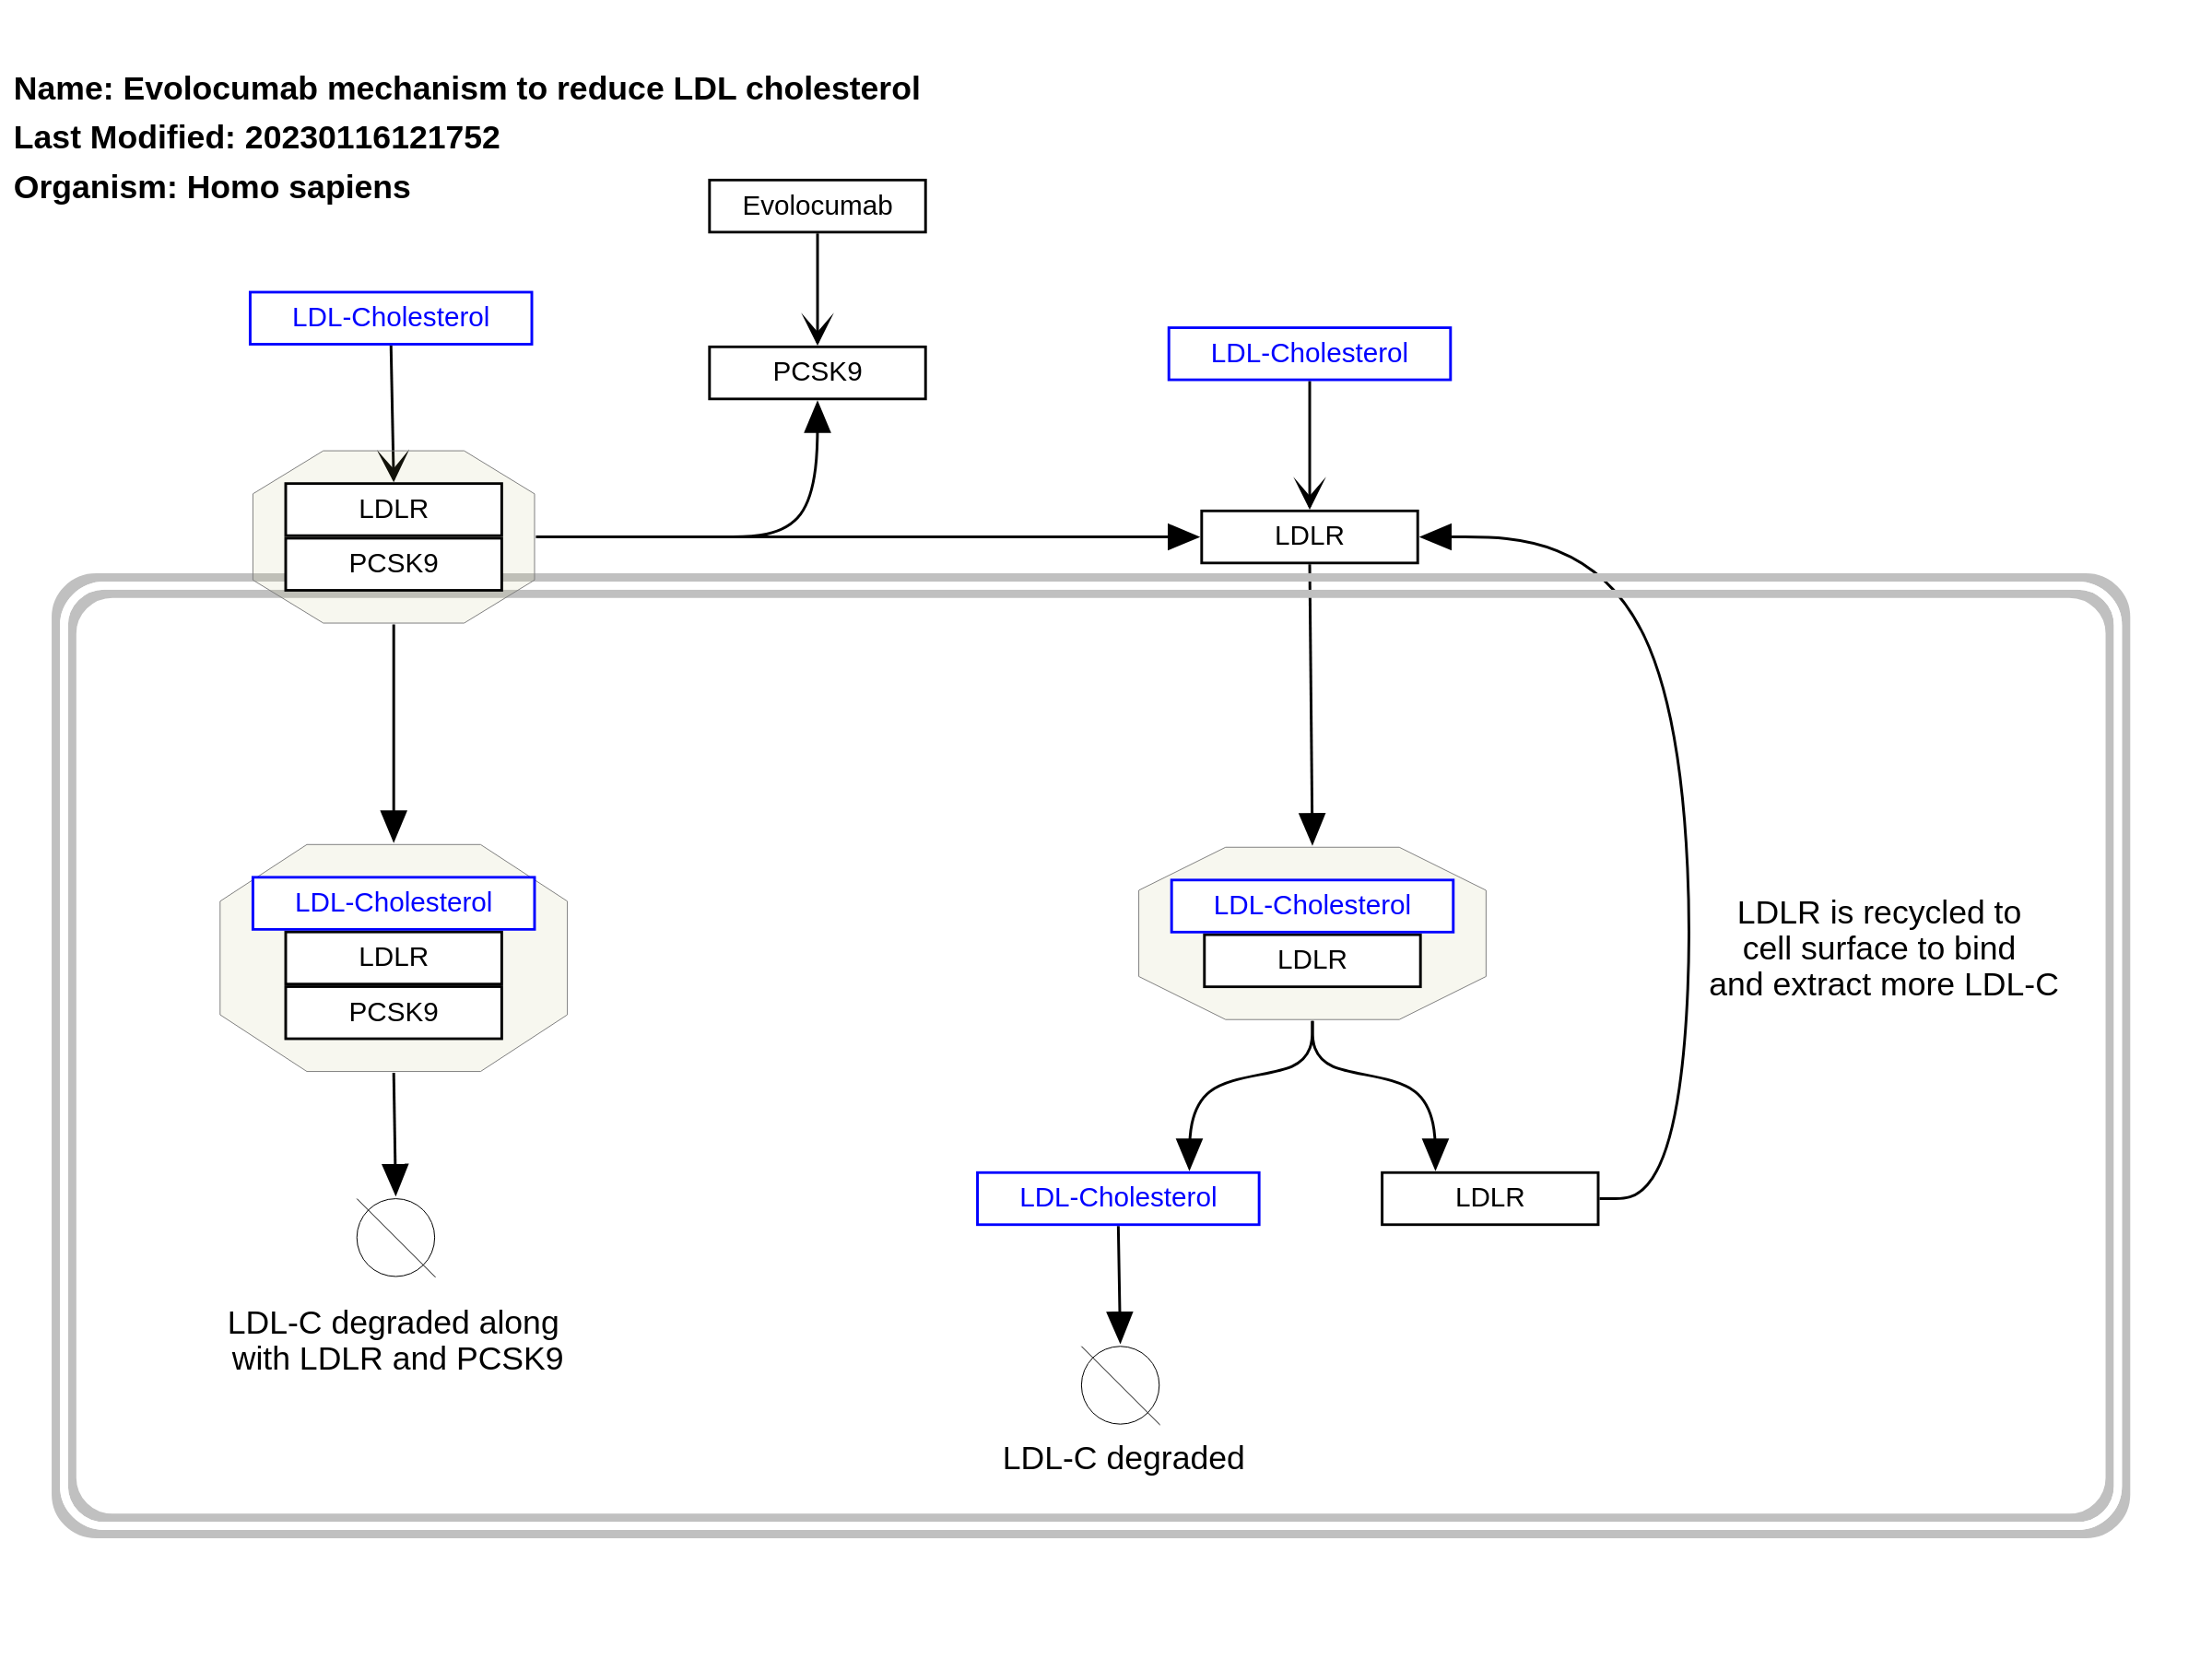 Name: Evolocumab mechanism to reduce LDL cholesterol
Last Modified: 20230116121752
Organism: Homo sapiens
Evolocumab
LDL-Cholesterol
PCSK9
LDL-Cholesterol
LDLR
PCSK9
LDLR
LDL-Cholesterol
LDLR
PCSK9
LDL-Cholesterol
LDLR
LDLR is recycled to
cell surface to bind
and extract more LDL-C
LDL-Cholesterol
LDLR
LDL-C degraded along
with LDLR and PCSK9
LDL-C degraded